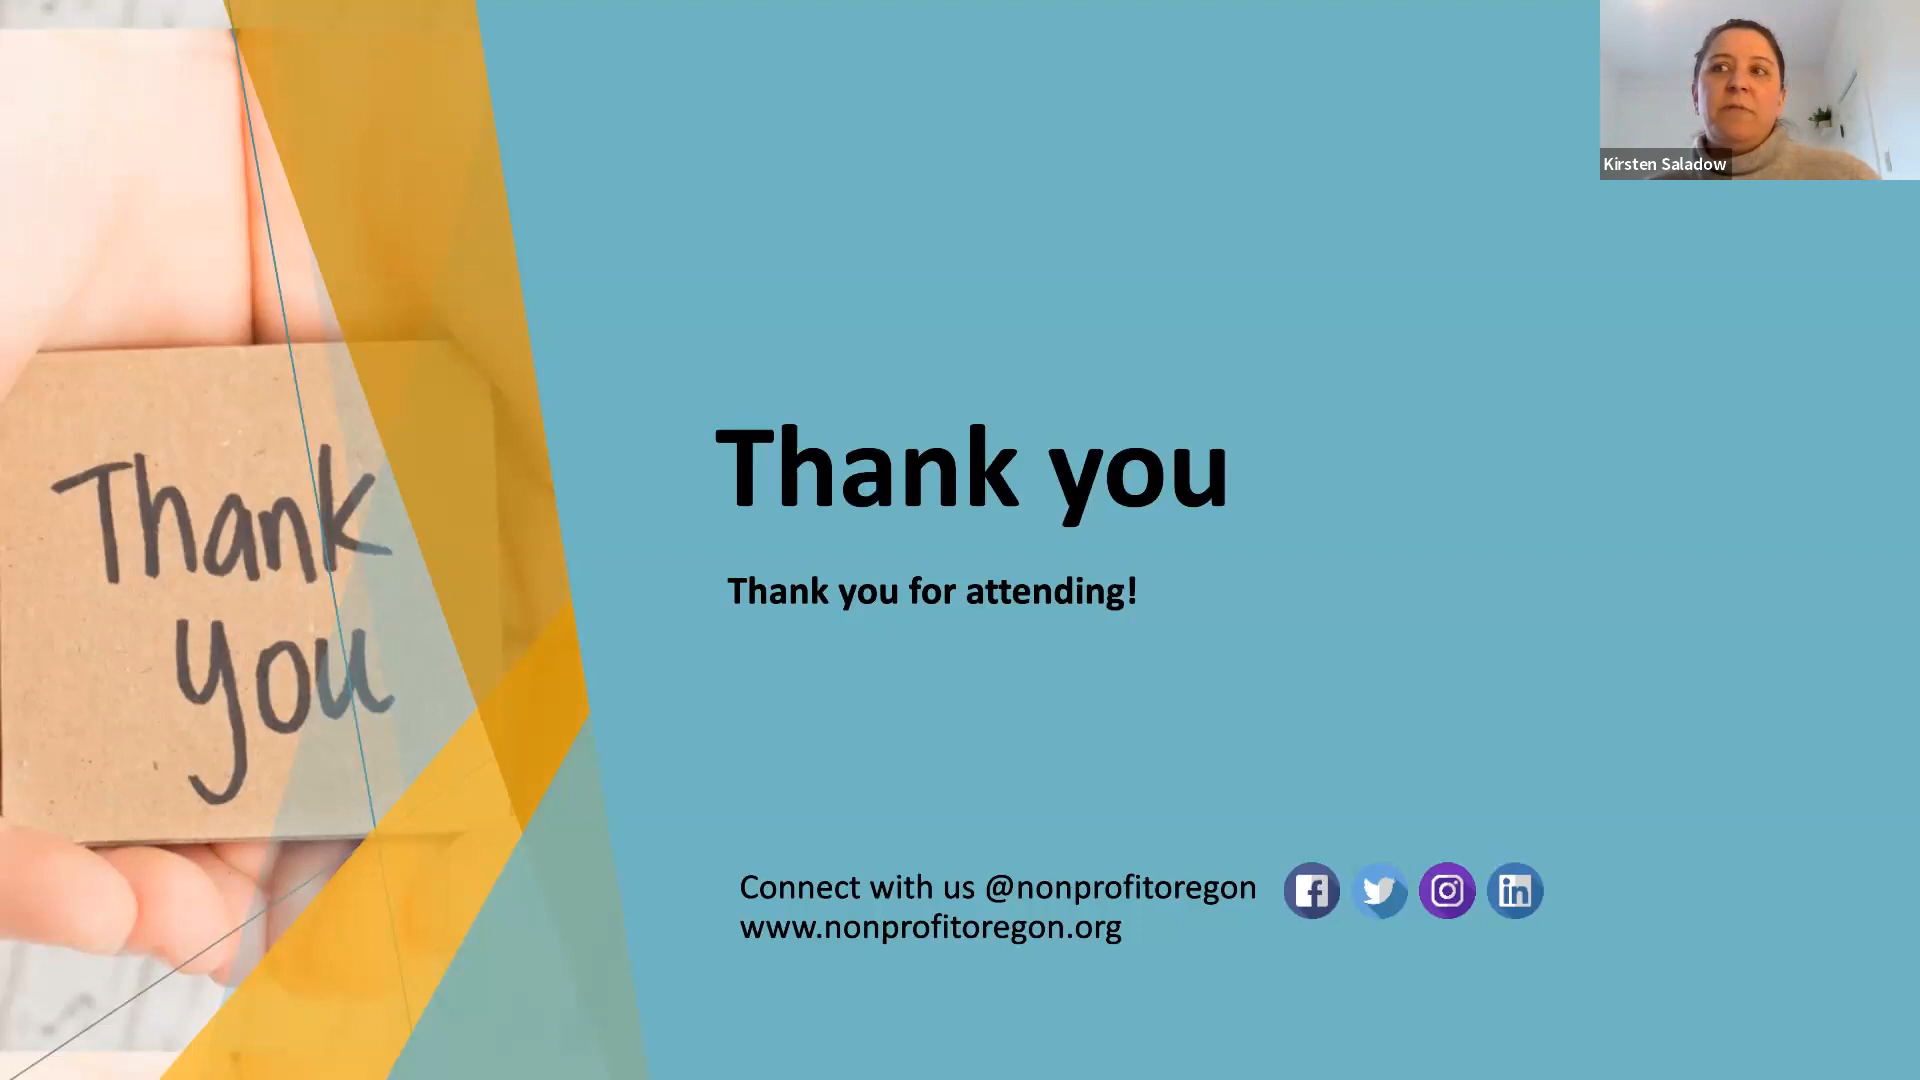 Kirsten Saladow
Thank
you
Thank you
Thank you for attending!
Connect with us @nonprofitoregon
www.nonprofitoregon.org